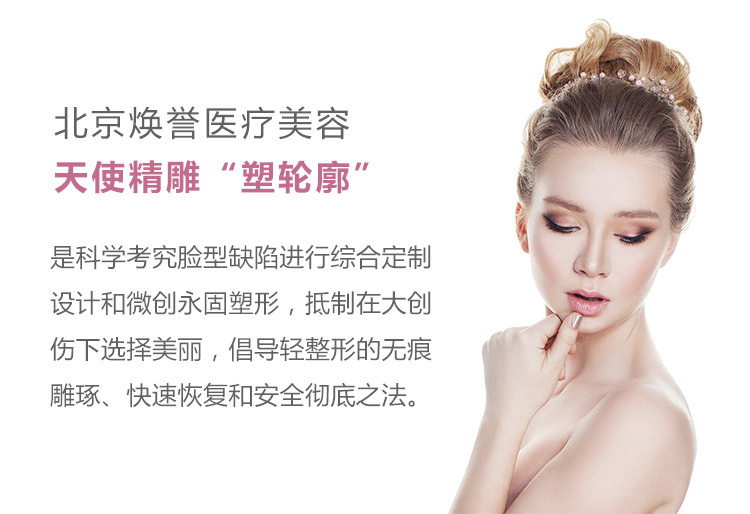 北京焕誉医疗美容
天使精雕“塑轮廓”
是科学考究脸型缺陷进行综合定制
设计和微创永固塑形，抵制在大创
伤下选择美丽，倡导轻整形的无痕
雕琢、快速恢复和安全彻底之法。